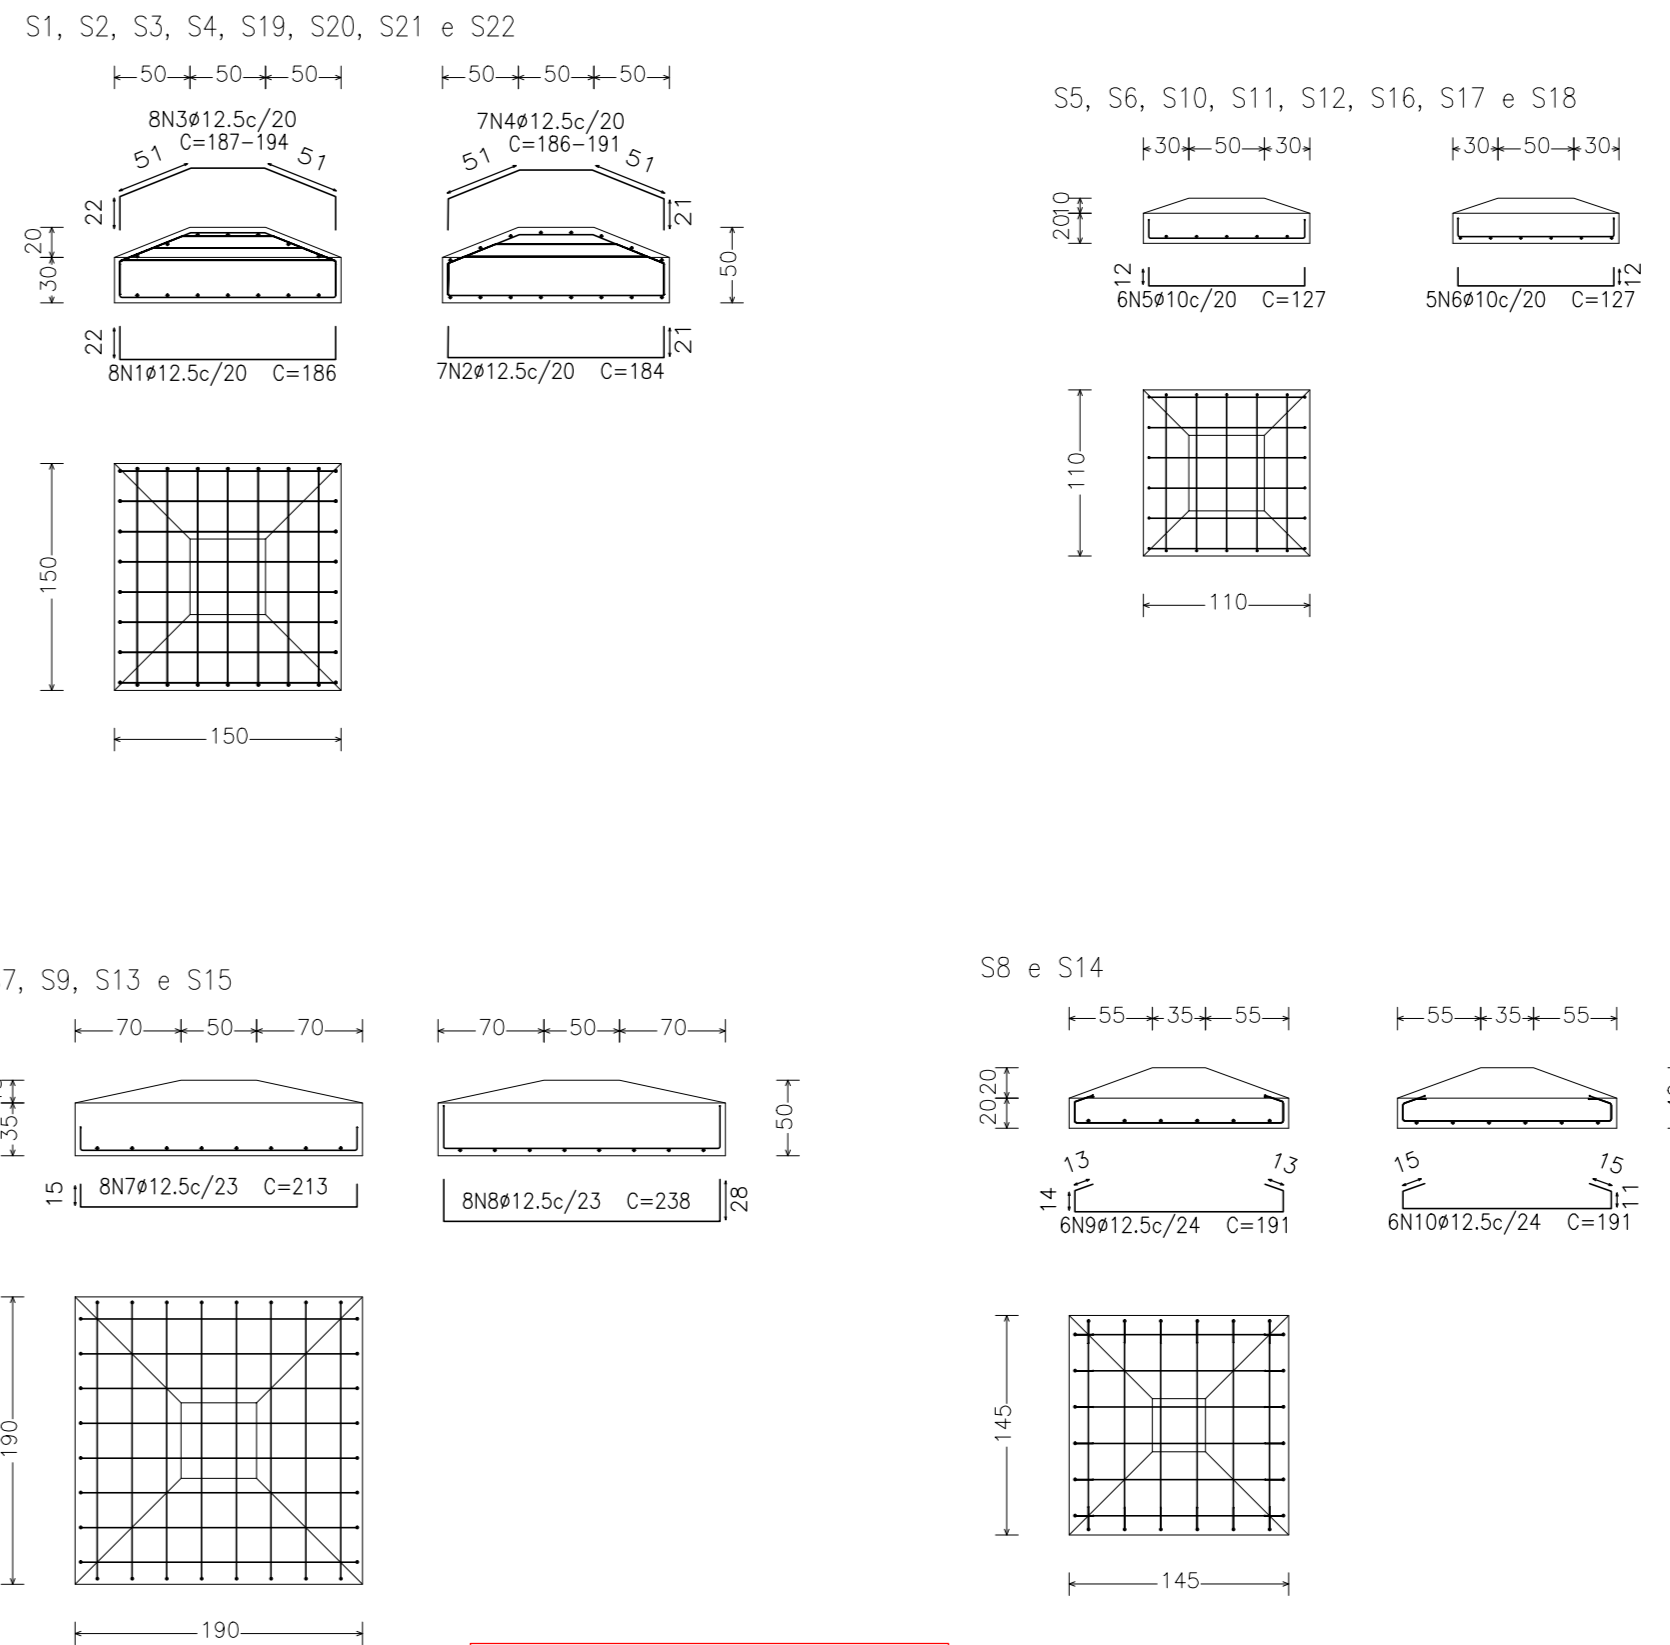 S1, S2, S3, S4, S19, S20, S21 e S22
50 50 50 50 50 50
8N3ø12.5c/20
C=187-194
7N4ø12.5c/20
C=186-191
51 51 51 51
22 21
20
30
50
22 21
8N1ø12.5c/20 C=186
7N2ø12.5c/20 C=184
150
150
S5, S6, S10, S11, S12, S16, S17 e S18
30 50 30 30 50 30
10
20
12 12
6N5ø10c/20 C=127
5N6ø10c/20 C=127
110
110
7, S9, S13 e S15
70 50 70 70 50 70
35
50
15 28
8N7ø12.5c/23 C=213
8N8ø12.5c/23 C=238
190
190
S8 e S14
55 35 55 55 35 55
20
20
13 13 15 15
14 11
6N9ø12.5c/24 C=191
6N10ø12.5c/24 C=191
145
145